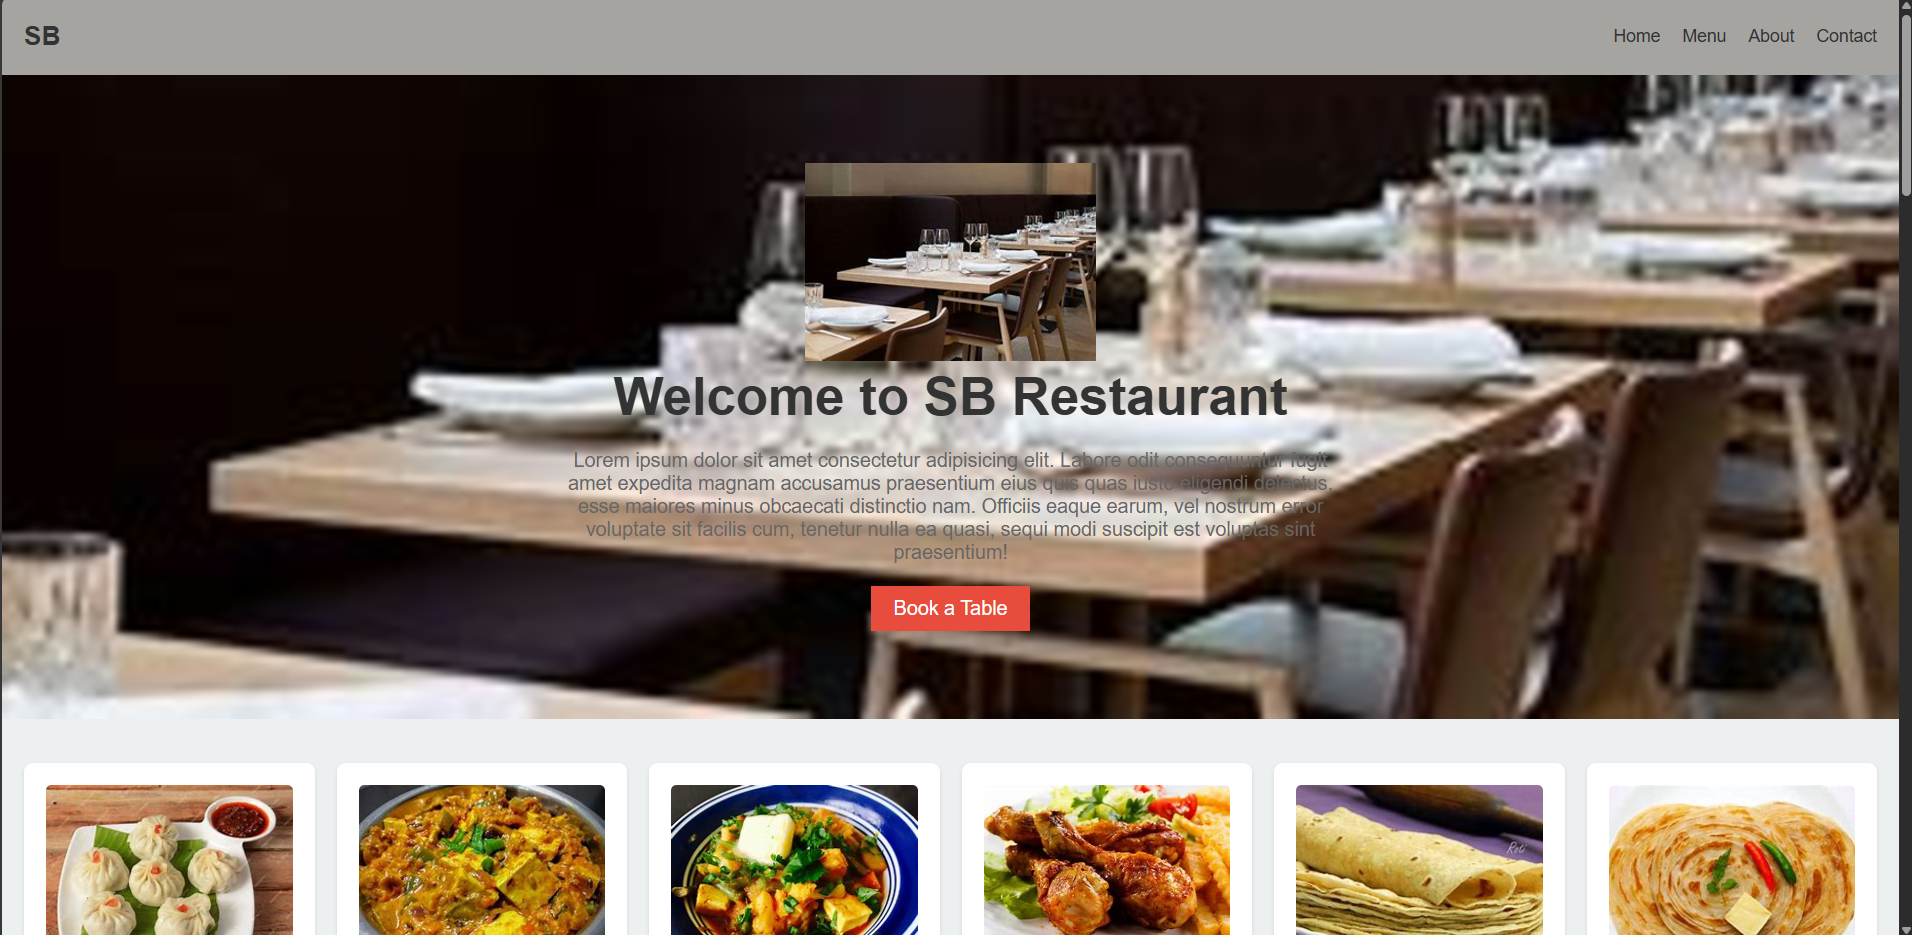 SB
Home Menu About Contact
Welcome to SB Restaurant
Lorem ipsum dolor sit amet consectetur adipisicing elit. Labore odit consequuntur fugit
amet expedita magnam accusamus praesentium eius quis quas iusto eligendi delectus.
esse maiores minus obcaecati distinctio nam. Officiis eaque earum, vel nostrum error
voluptate sit facilis cum, tenetur nulla ea quasi, sequi modi suscipit est voluptas sint
praesentium!
Book a Table
Roti